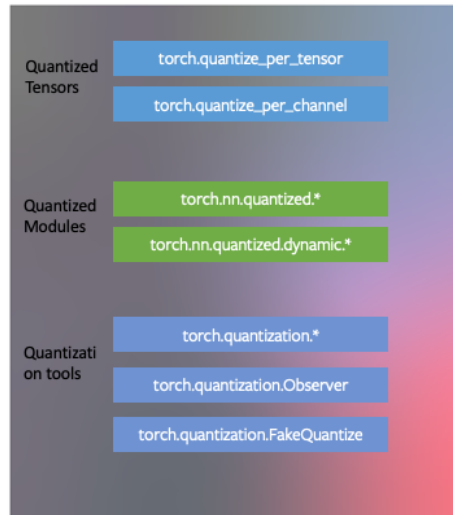 Quantized
Tensors
torch.quantize_per_tensor
torch.quantize_per_channel
Quantized
Modules
torch.nn.quantized.*
torch.nn.quantized.dynamic.*
Quantizati
on tools
torch.quantization.*
torch.quantization.Observer
torch.quantization.FakeQuantize